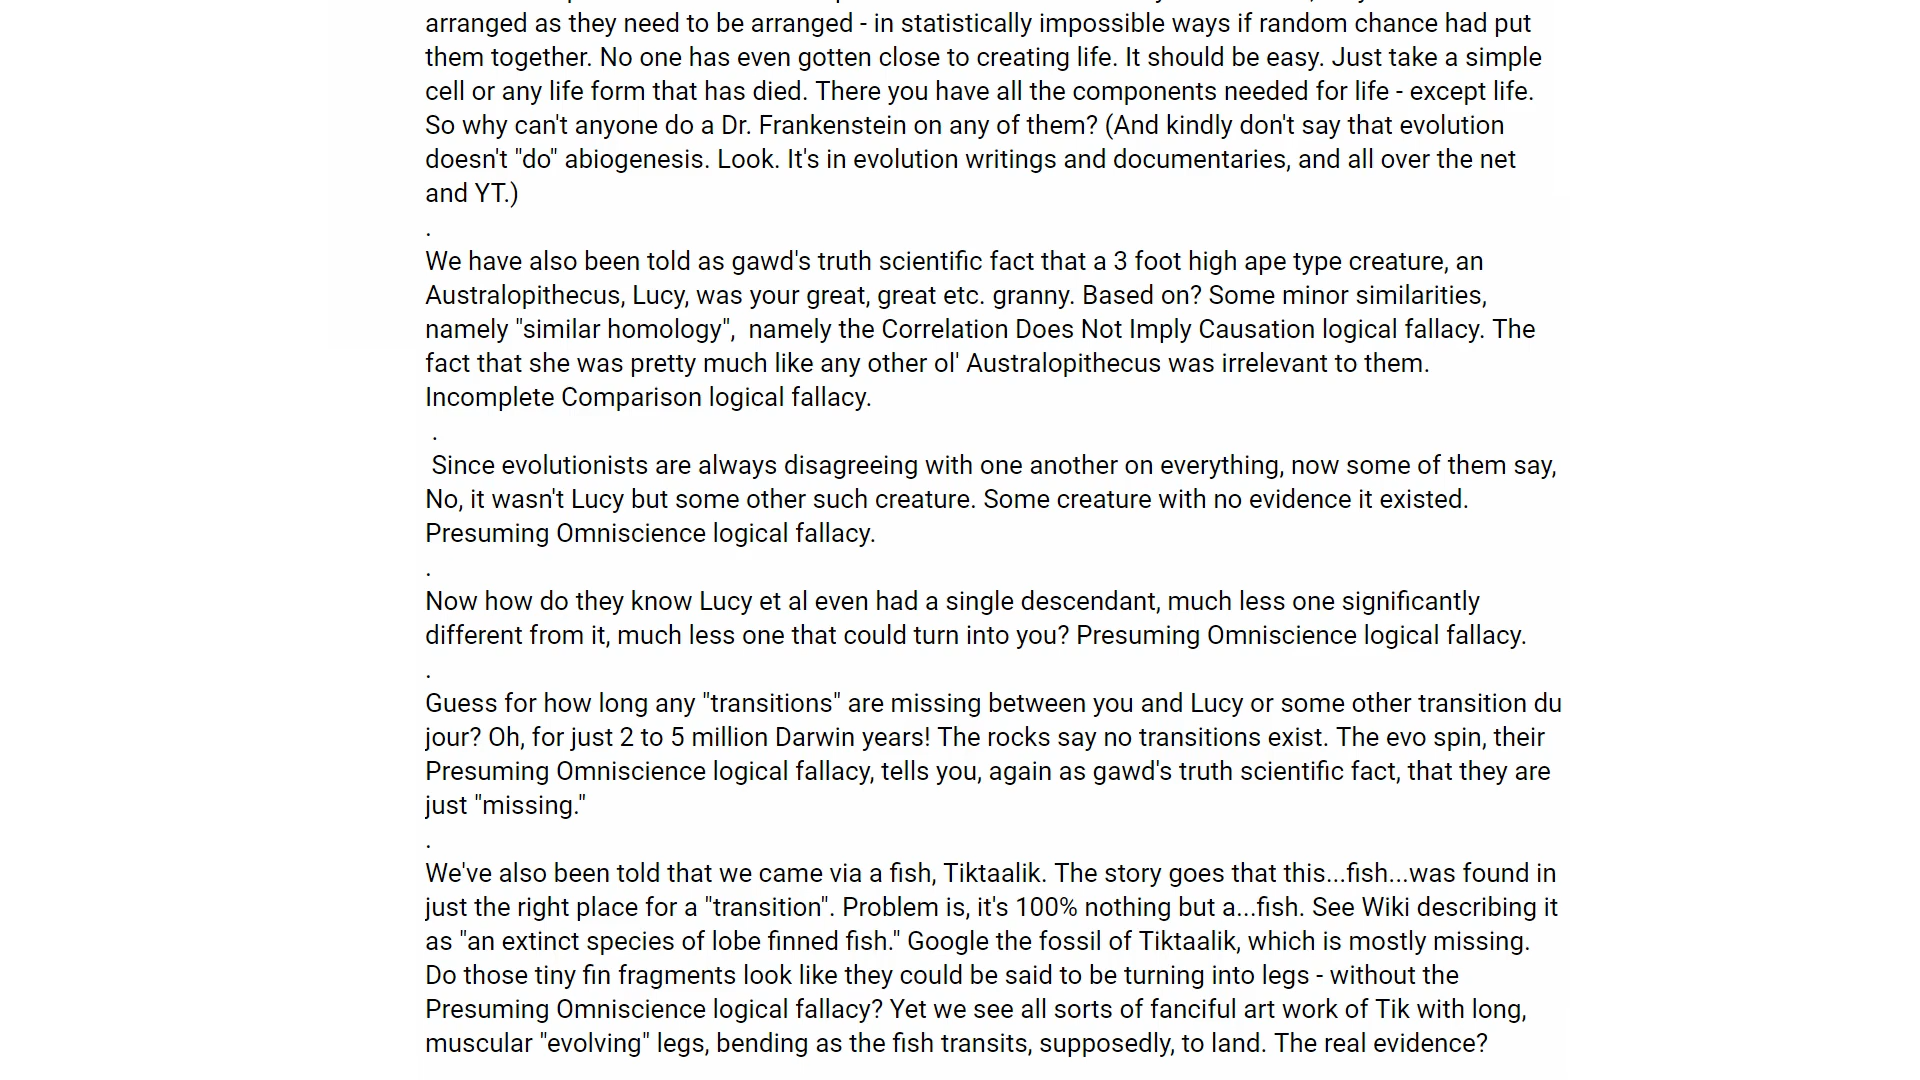 arranged as they need to be arranged - in statistically impossible ways if random chance had put
them together. No one has even gotten close to creating life. It should be easy. Just take a simple
cell or any life form that has died. There you have all the components needed for life - except life.
So why can't anyone do a Dr. Frankenstein on any of them? (And kindly don't say that evolution
doesn't "do" abiogenesis. Look. It's in evolution writings and documentaries, and all over the net
and YT.)
.
We have also been told as gawd's truth scientific fact that a 3 foot high ape type creature, an
Australopithecus, Lucy, was your great, great etc. granny. Based on? Some minor similarities,
namely "similar homology",  namely the Correlation Does Not Imply Causation logical fallacy. The
fact that she was pretty much like any other ol' Australopithecus was irrelevant to them.
Incomplete Comparison logical fallacy.
.
Since evolutionists are always disagreeing with one another on everything, now some of them say,
No, it wasn't Lucy but some other such creature. Some creature with no evidence it existed.
Presuming Omniscience logical fallacy.
.
Now how do they know Lucy et al even had a single descendant, much less one significantly
different from it, much less one that could turn into you? Presuming Omniscience logical fallacy.
.
Guess for how long any "transitions" are missing between you and Lucy or some other transition du
jour? Oh, for just 2 to 5 million Darwin years! The rocks say no transitions exist. The evo spin, their
Presuming Omniscience logical fallacy, tells you, again as gawd's truth scientific fact, that they are
just "missing."
.
We've also been told that we came via a fish, Tiktaalik. The story goes that this...fish...was found in
just the right place for a "transition". Problem is, it's 100% nothing but a...fish. See Wiki describing it
as "an extinct species of lobe finned fish." Google the fossil of Tiktaalik, which is mostly missing.
Do those tiny fin fragments look like they could be said to be turning into legs - without the
Presuming Omniscience logical fallacy? Yet we see all sorts of fanciful art work of Tik with long,
muscular "evolving" legs, bending as the fish transits, supposedly, to land. The real evidence?